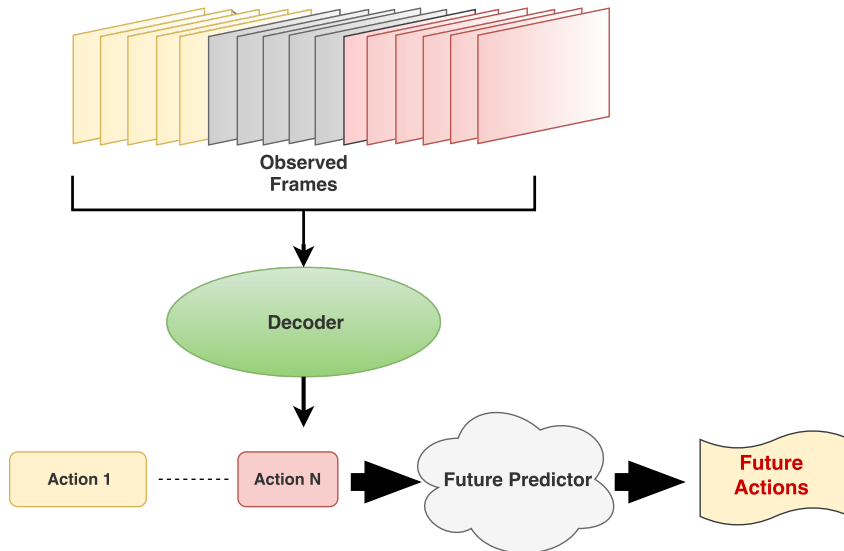 Observed
Frames
Decoder
Action 1
Action N
Future Predictor
Future
Actions